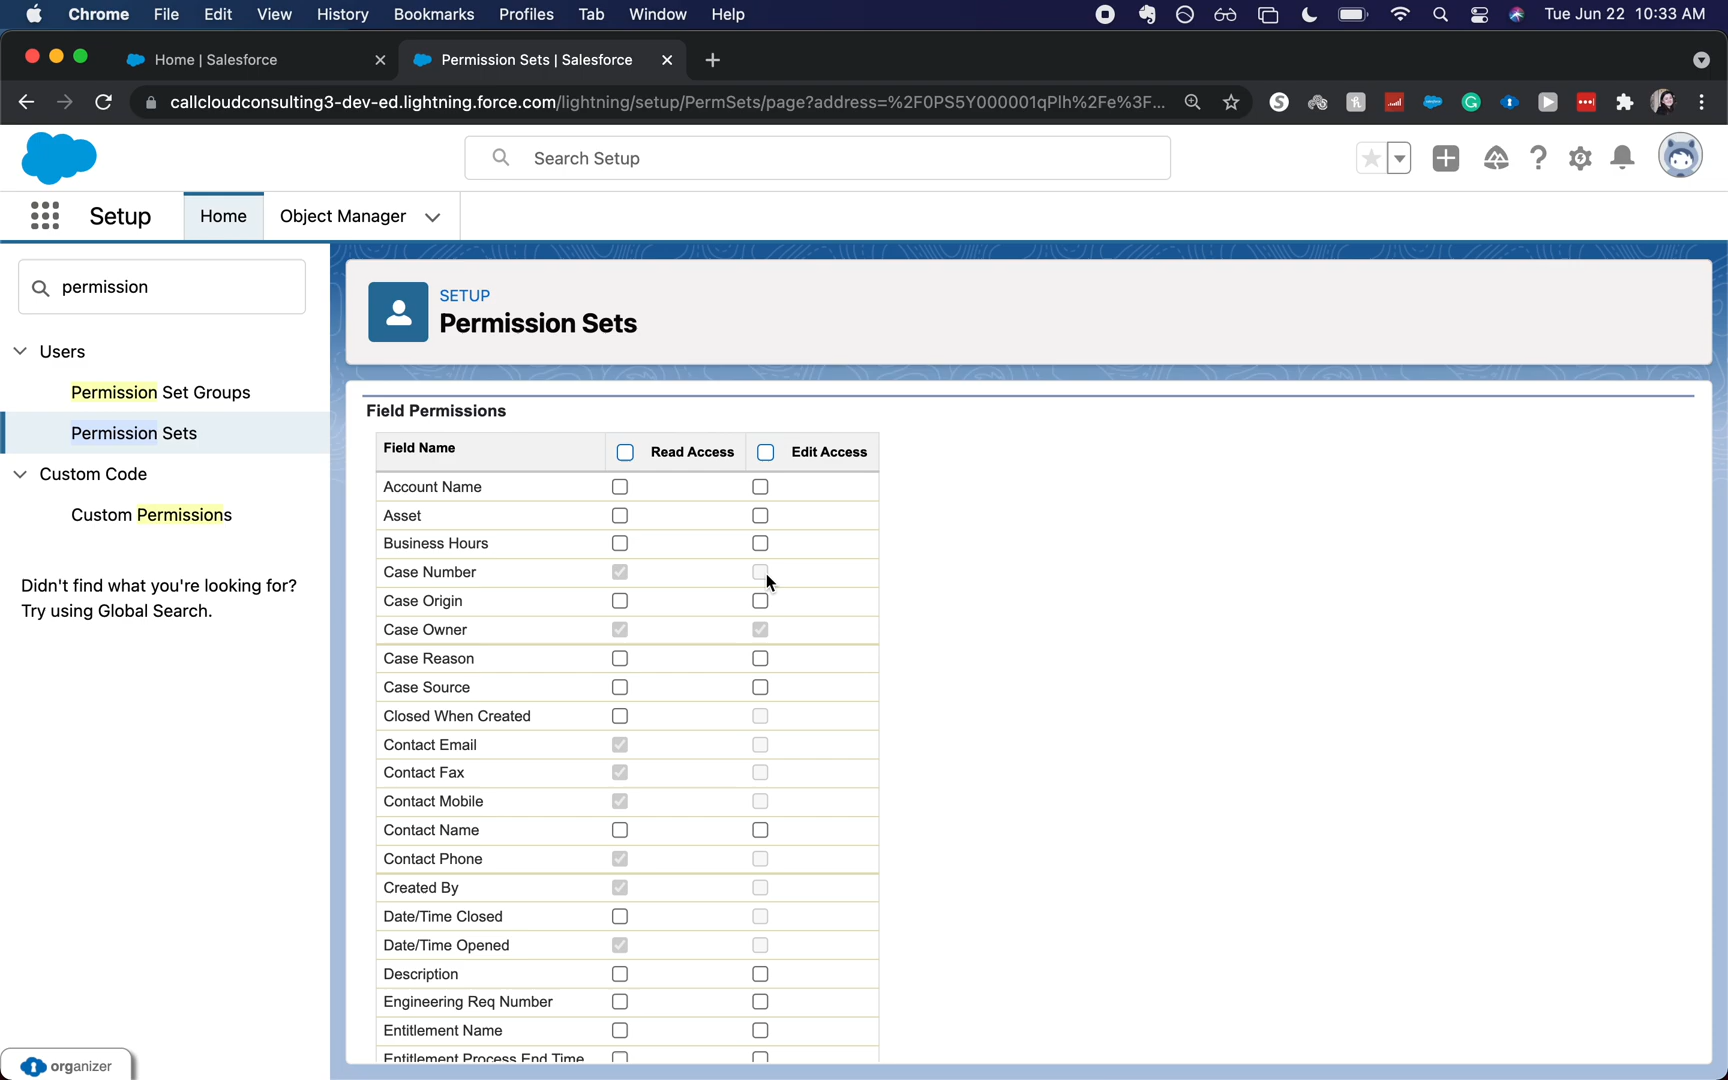 Chrome File Edit View History Bookmarks Profiles Tab Window Help Tue Jun 22 10:33 AM
Home | Salesforce Permission Sets | Salesforce
callcloudconsulting3-dev-ed.lightning.force.com/lightning/setup/PermSets/page?address=%2F0PS5Y000001qPlh%2Fe%3F...
Search Setup
Setup Home Object Manager
permission
Users
Permission Set Groups
Permission Sets
Custom Code
Custom Permissions
Didn't find what you're looking for?
Try using Global Search.
organizer
SETUP
Permission Sets
Field Permissions
Field Name Read Access Edit Access
Account Name
Asset
Business Hours
Case Number
Case Origin
Case Owner
Case Reason
Case Source
Closed When Created
Contact Email
Contact Fax
Contact Mobile
Contact Name
Contact Phone
Created By
Date/Time Closed
Date/Time Opened
Description
Engineering Req Number
Entitlement Name
Entitlement Process End Time